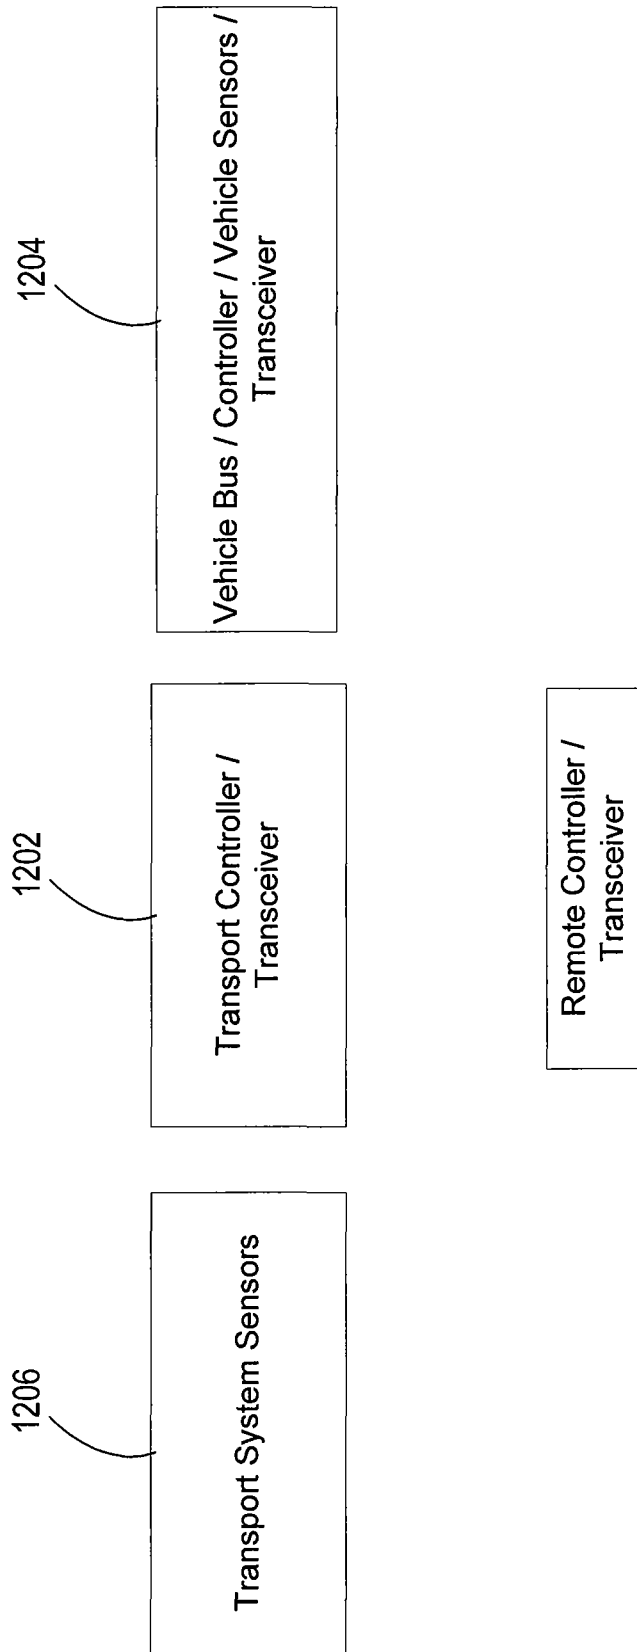 1206
1202
1204
Transport System Sensors
Transport Controller /
Transceiver
Vehicle Bus / Controller / Vehicle Sensors /
Transceiver
Remote Controller /
Transceiver